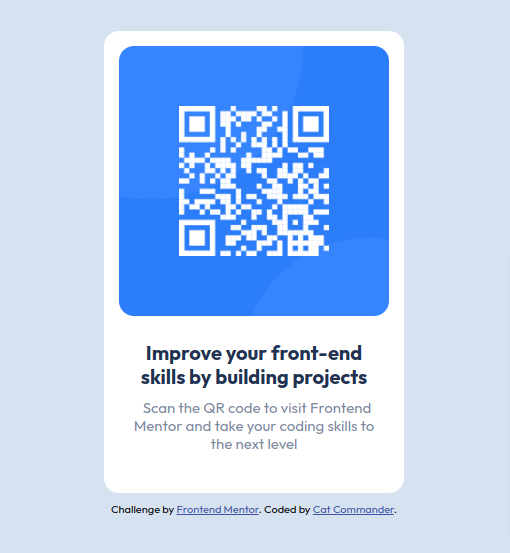 Improve your front-end
skills by building projects
Scan the QR code to visit Frontend
Mentor and take your coding skills to
the next level
Challenge by Frontend Mentor. Coded by Cat Commander.